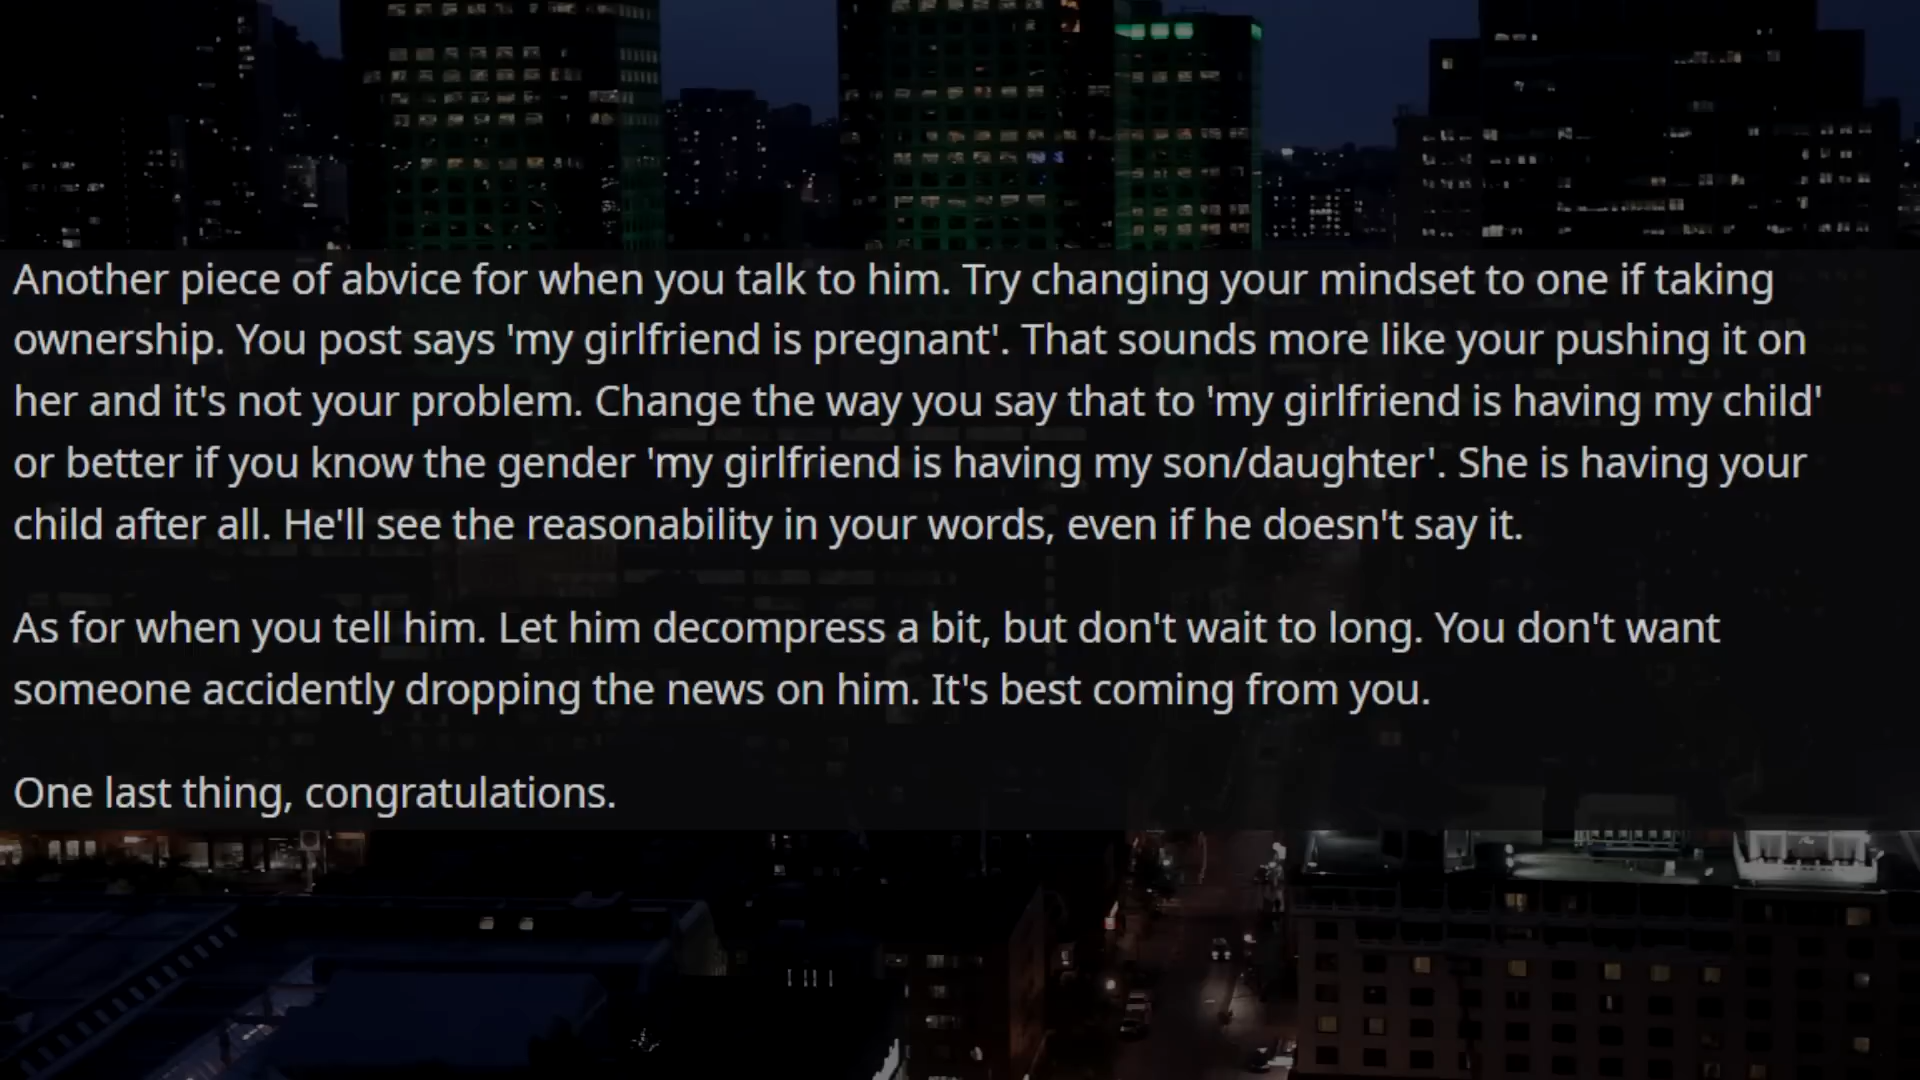 Another piece of abvice for when you talk to him. Try changing your mindset to one if taking
ownership. You post says 'my girlfriend is pregnant'. That sounds more like your pushing it on
her and it's not your problem. Change the way you say that to 'my girlfriend is having my child'
or better if you know the gender 'my girlfriend is having my son/daughter'. She is having your
child after all. He'll see the reasonability in your words, even if he doesn't say it.
As for when you tell him. Let him decompress a bit, but don't wait to long. You don't want
someone accidently dropping the news on him. It's best coming from you.
One last thing, congratulations.